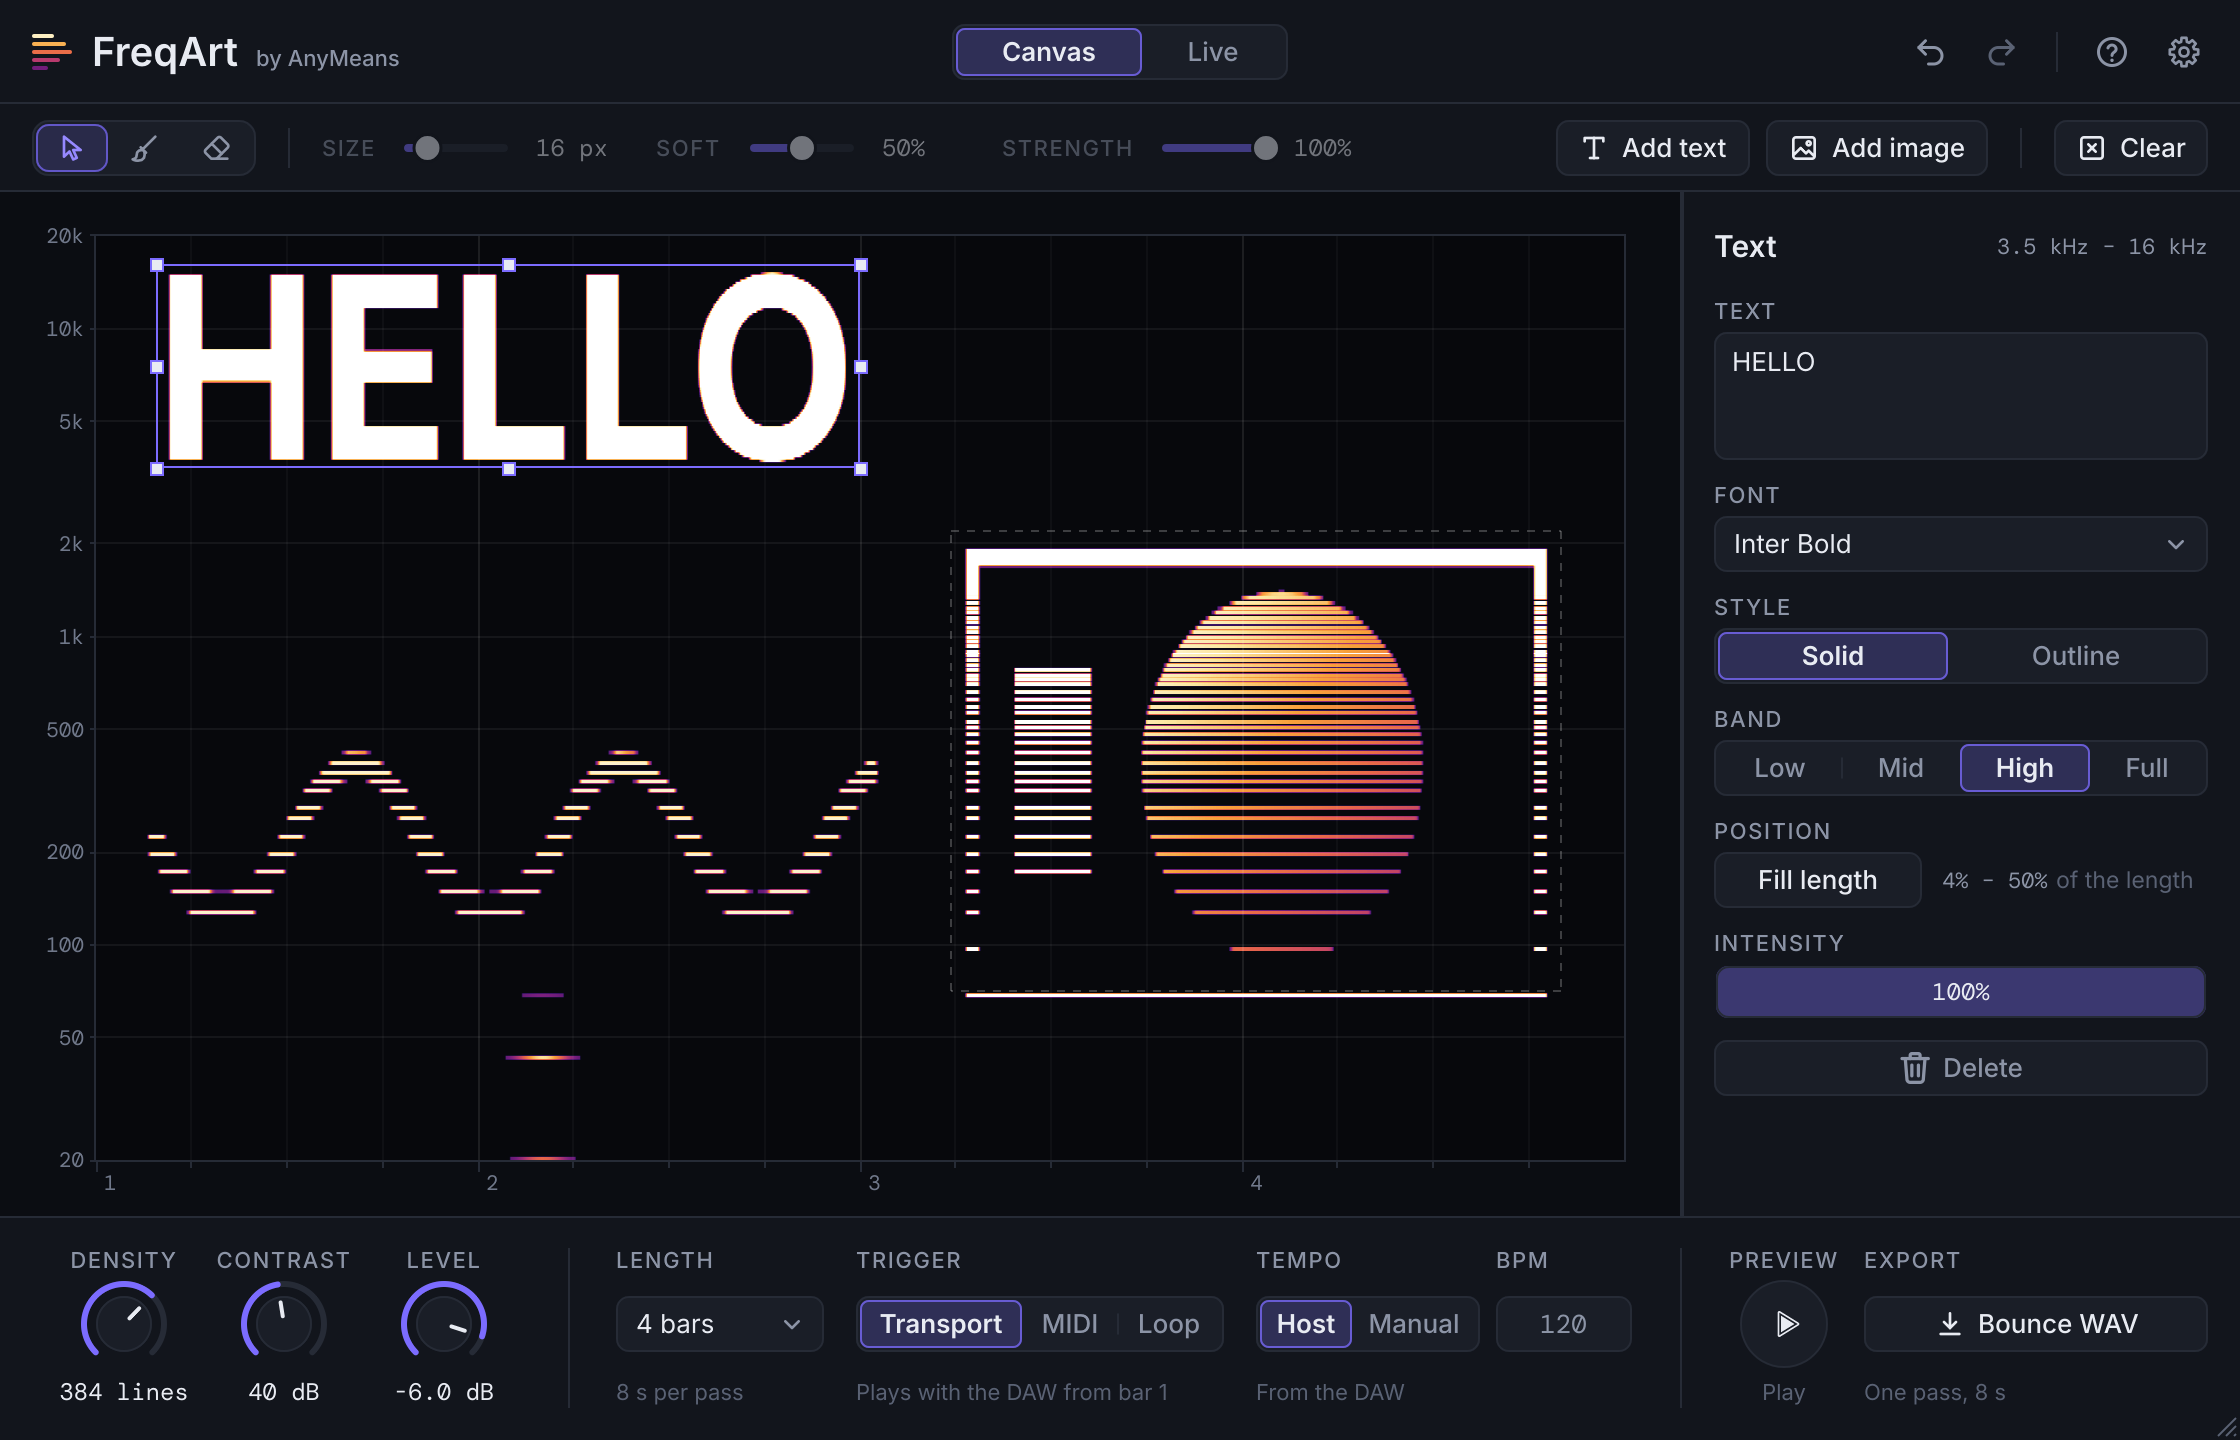 FreqArt by AnyMeans
Canvas Live
SIZE 16 px SOFT 50% STRENGTH 100%
Add text Add image Clear
20k
10k
5k
2k
1k
500
200
100
50
20
1 2 3 4
HELLO
Text 3.5 kHz – 16 kHz
TEXT
HELLO
FONT
Inter Bold
STYLE
Solid Outline
BAND
Low Mid High Full
POSITION
Fill length 4% – 50% of the length
INTENSITY
100%
Delete
DENSITY CONTRAST LEVEL
384 lines 40 dB -6.0 dB
LENGTH
4 bars
8 s per pass
TRIGGER
Transport MIDI Loop
Plays with the DAW from bar 1
TEMPO
Host Manual
From the DAW
BPM
120
PREVIEW
Play
EXPORT
Bounce WAV
One pass, 8 s